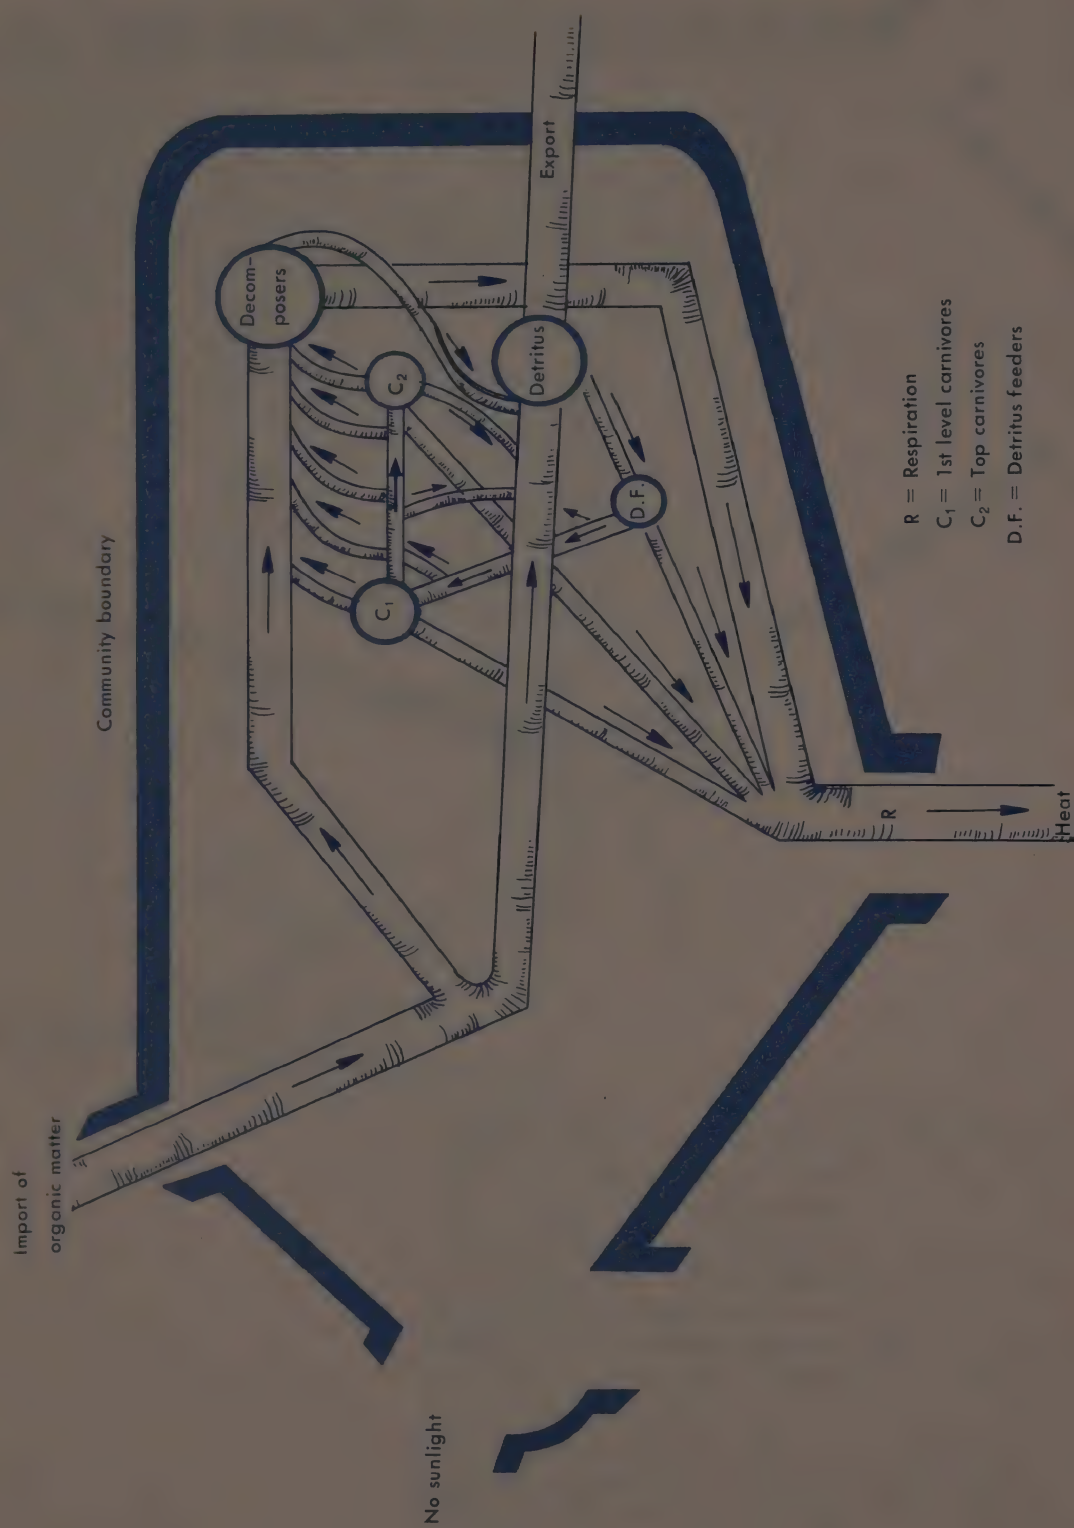 No sunlight
Import of
organic matter
Community boundary
Decom-
posers
C₁
C₂
Detritus
D.F.
Export
R
Heat
R = Respiration
C₁ = 1st level carnivores
C₂ = Top carnivores
D.F. = Detritus feeders